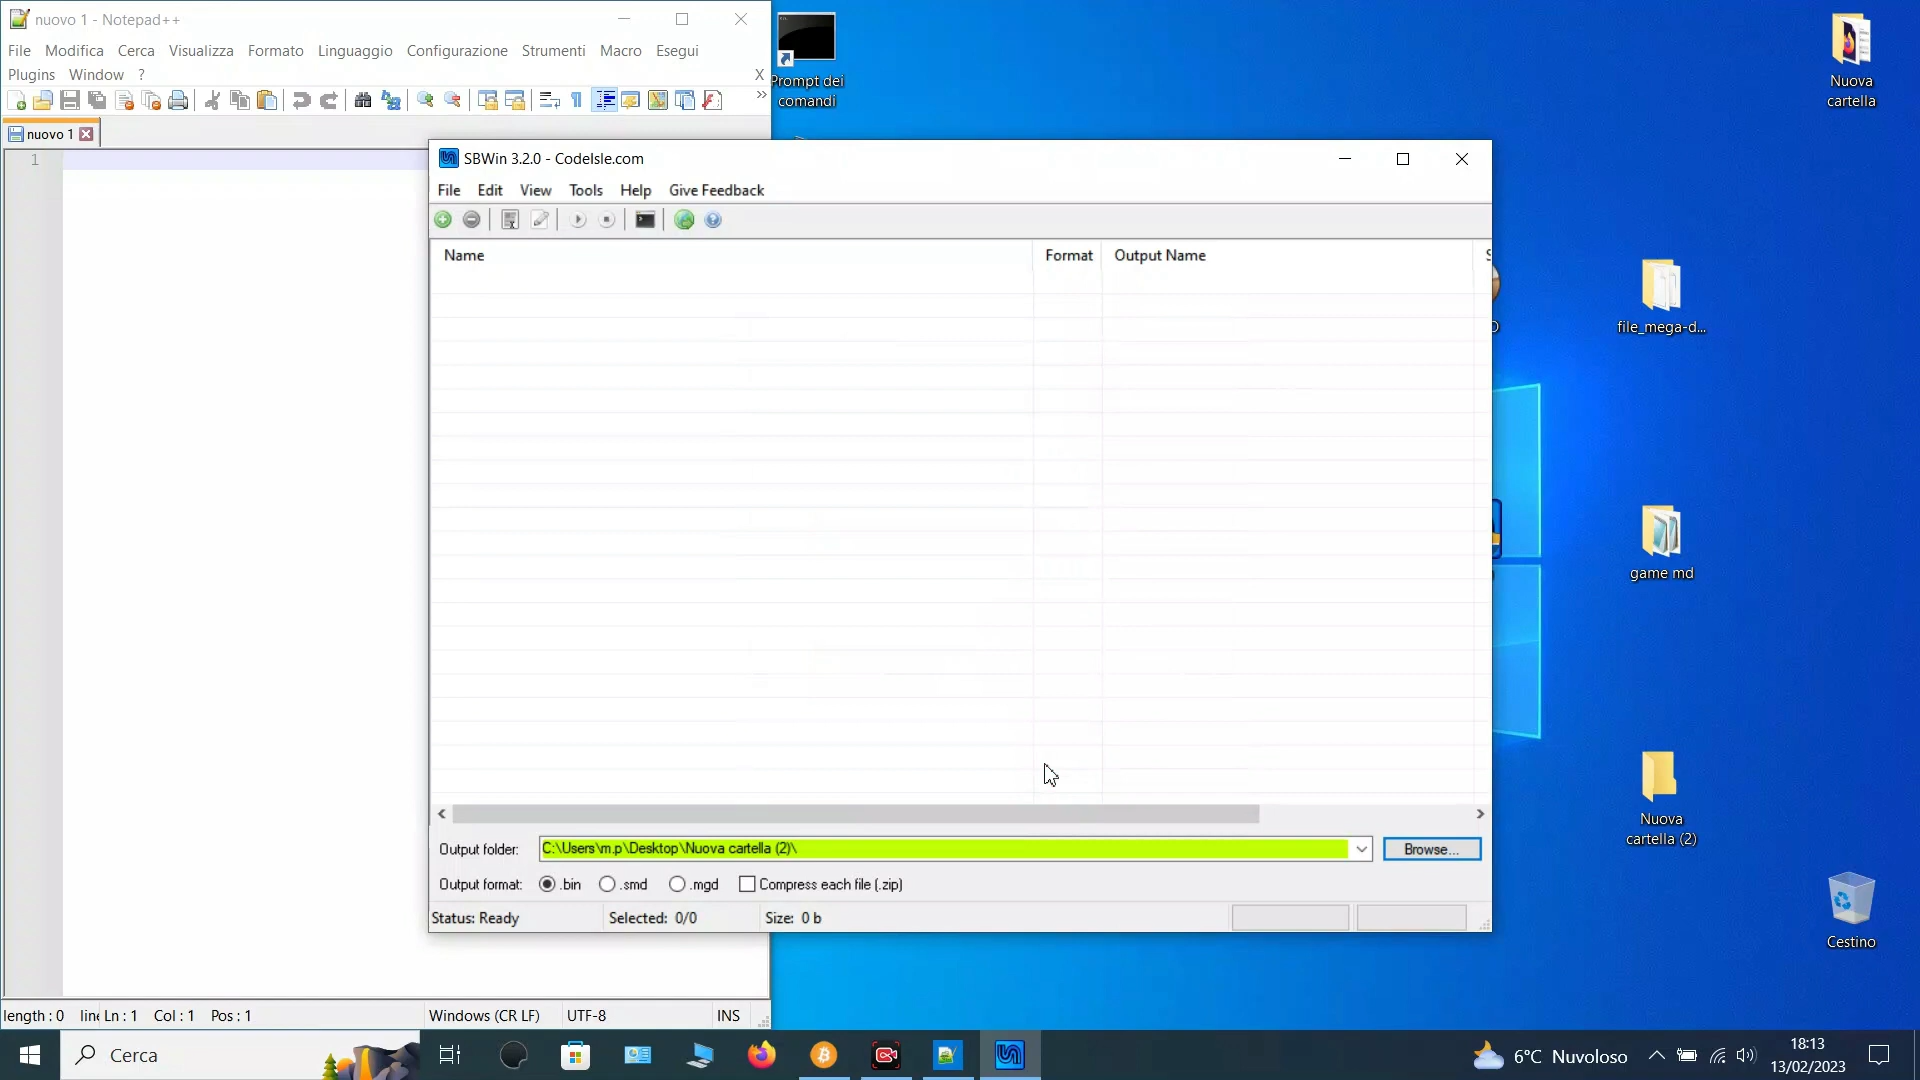 nuovo 1 - Notepad++
File Modifica Cerca Visualizza Formato Linguaggio Configurazione Strumenti Macro Esegui
Plugins Window ? X
nuovo 1
1
length : 0 line Ln : 1 Col : 1 Pos : 1 Windows (CR LF) UTF-8 INS
SBWin 3.2.0 - CodeIsle.com
File Edit View Tools Help Give Feedback
Name Format Output Name
Output folder: C:\Users\m.p\Desktop\Nuova cartella (2)\ Browse...
Output format: .bin .smd .mgd Compress each file (.zip)
Status: Ready Selected: 0/0 Size: 0 b
Prompt dei
comandi
Nuova
cartella
file_mega-d...
game md
Nuova
cartella (2)
Cestino
Cerca
6°C Nuvoloso
18:13
13/02/2023